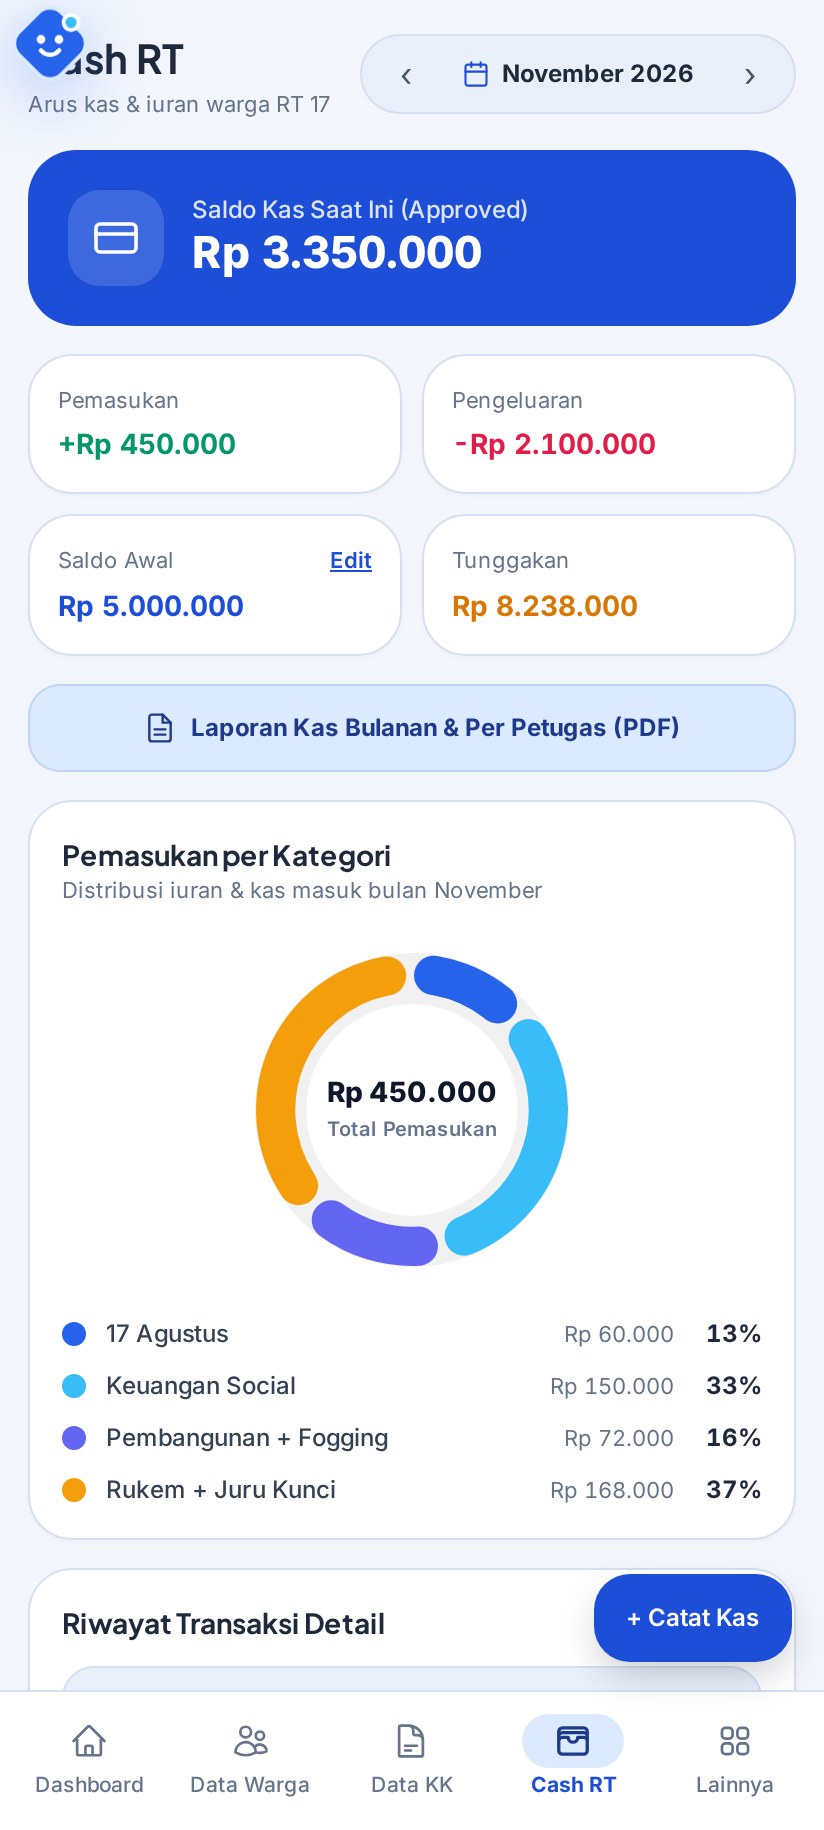 ash RT
‹ November 2026 ›
Arus kas & iuran warga RT 17
Saldo Kas Saat Ini (Approved)
Rp 3.350.000
Pemasukan
+Rp 450.000
Pengeluaran
-Rp 2.100.000
Saldo Awal
Edit
Rp 5.000.000
Tunggakan
Rp 8.238.000
Laporan Kas Bulanan & Per Petugas (PDF)
Pemasukan per Kategori
Distribusi iuran & kas masuk bulan November
Rp 450.000
Total Pemasukan
17 Agustus Rp 60.000 13%
Keuangan Social Rp 150.000 33%
Pembangunan + Fogging Rp 72.000 16%
Rukem + Juru Kunci Rp 168.000 37%
Riwayat Transaksi Detail
+ Catat Kas
Dashboard
Data Warga
Data KK
Cash RT
Lainnya